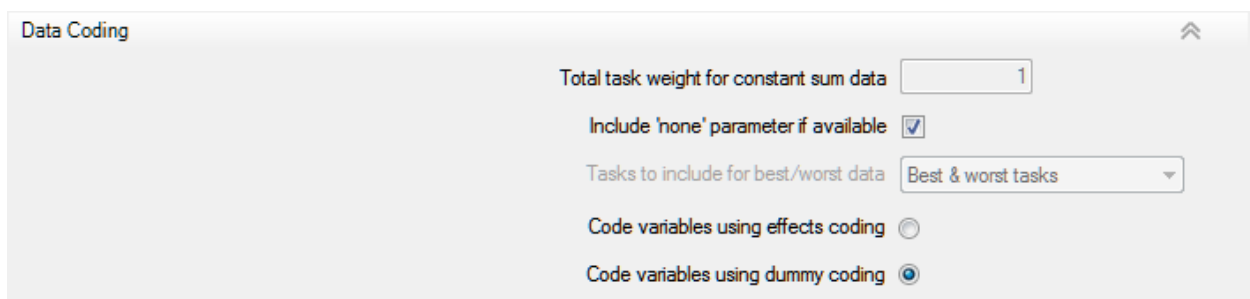 Data Coding
Total task weight for constant sum data 1
Include 'none' parameter if available
Tasks to include for best/worst data Best & worst tasks
Code variables using effects coding
Code variables using dummy coding